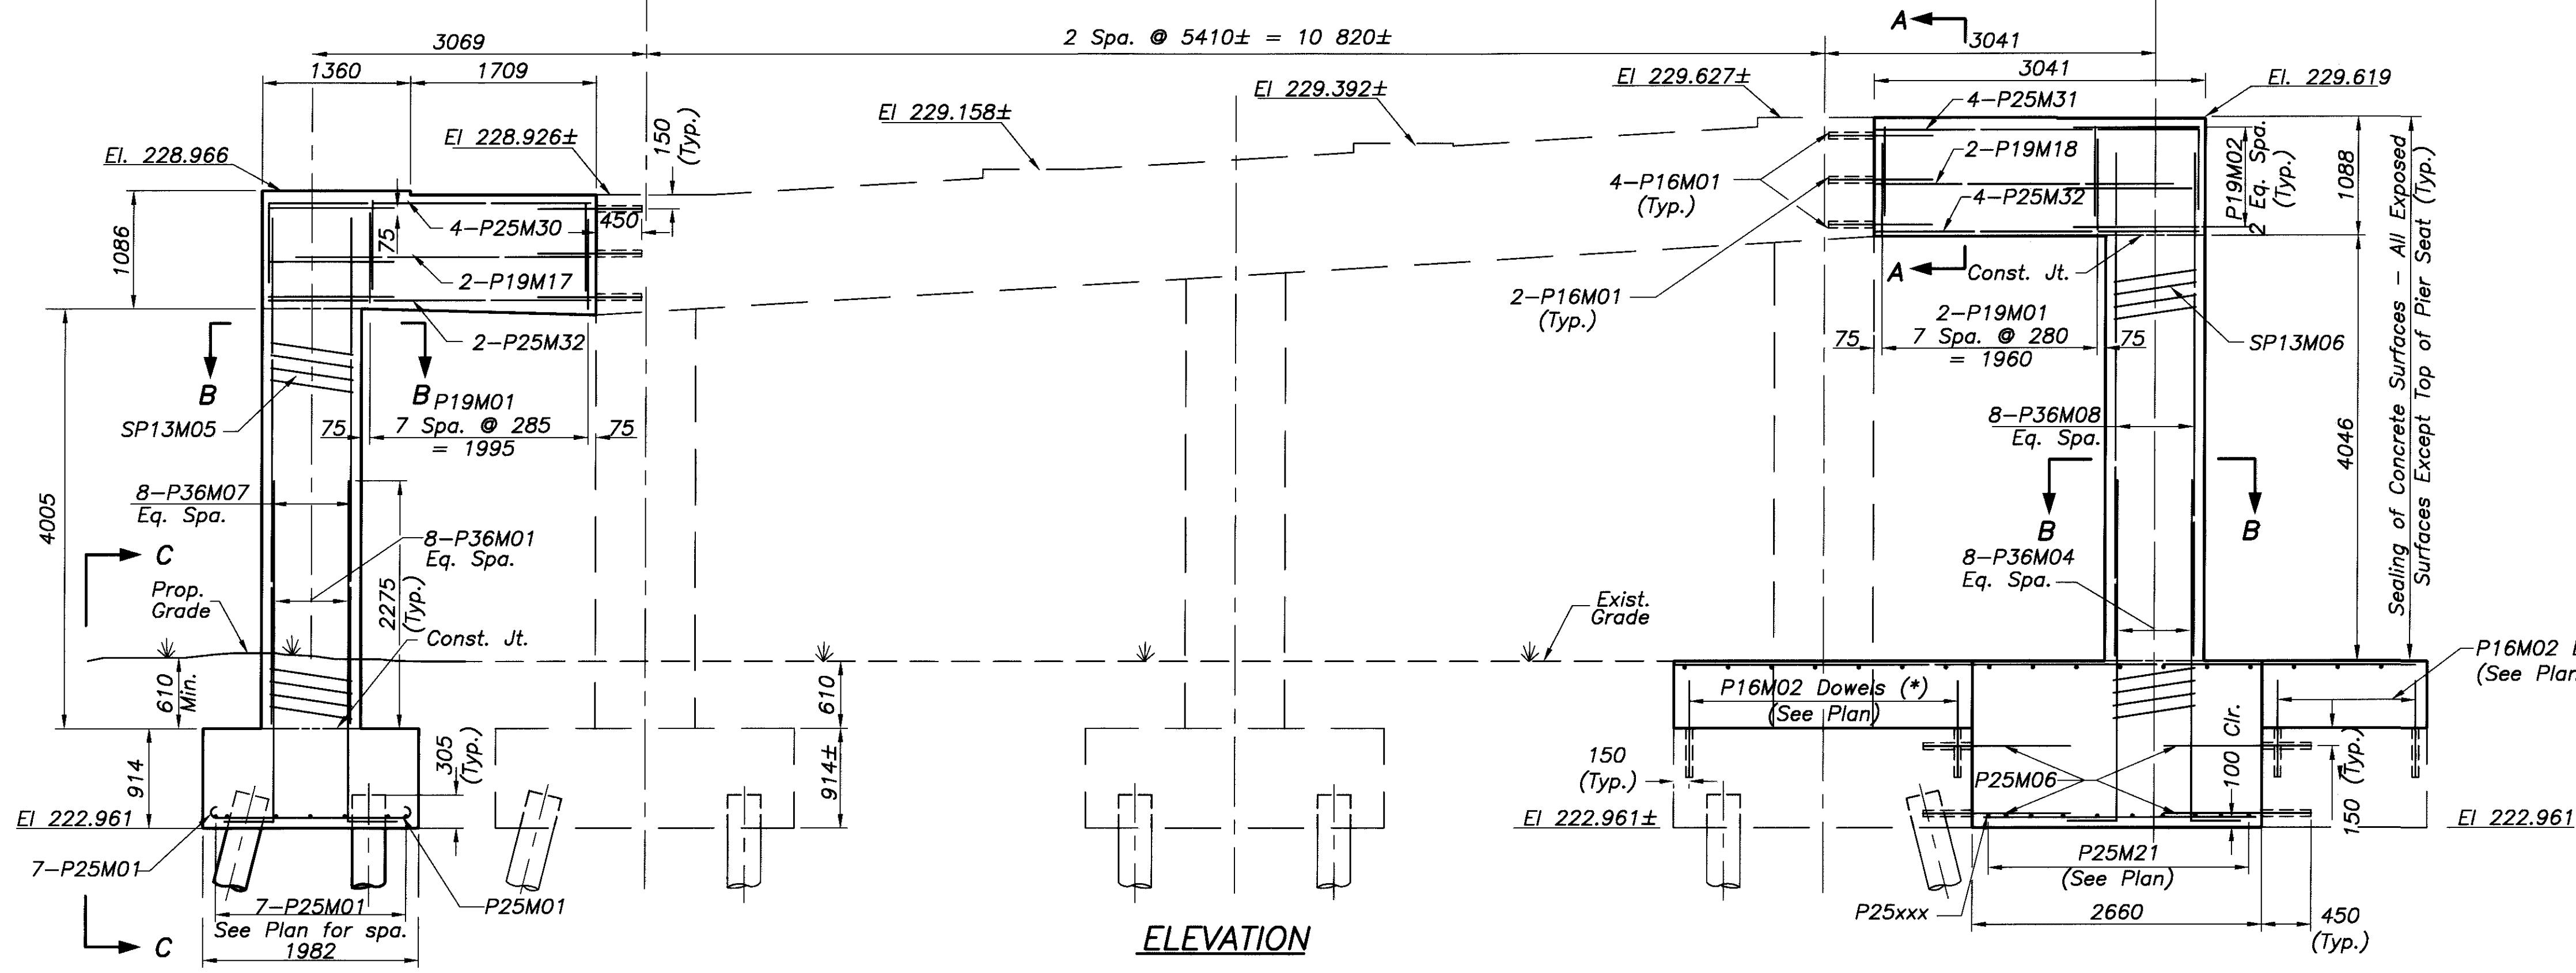 3069
2 Spa. @ 5410± = 10 820±
A
3041
1360
1709
3041
El. 228.966
El 228.926±
150
(Typ.)
El 229.158±
El 229.392±
El 229.627±
El. 229.619
4-P25M31
2-P19M18
4-P25M32
4-P16M01
(Typ.)
P19M02
2 Eq. Spa.
(Typ.)
1088
1086
75
4-P25M30
450
2-P19M17
2-P25M32
2-P16M01
(Typ.)
A
Const. Jt.
2-P19M01
75
7 Spa. @ 280
= 1960
75
SP13M06
Sealing of Concrete Surfaces - All Exposed
Surfaces Except Top of Pier Seat (Typ.)
B
B
SP13M05
P19M01
75
7 Spa. @ 285
= 1995
75
8-P36M08
Eq. Spa.
4046
B
B
4005
8-P36M07
Eq. Spa.
8-P36M01
Eq. Spa.
2275
(Typ.)
8-P36M04
Eq. Spa.
C
Prop.
Grade
Const. Jt.
Exist.
Grade
610
Min.
610
P16M02 Dowels (*)
(See Plan)
P16M02
(See Plan
914
305
(Typ.)
914±
150
(Typ.)
P25M06
100 Clr.
150 (Typ.)
El 222.961
El 222.961±
El 222.961
7-P25M01
P25M01
7-P25M01
See Plan for spa.
1982
C
P25M21
(See Plan)
P25xxx
2660
450
(Typ.)
ELEVATION